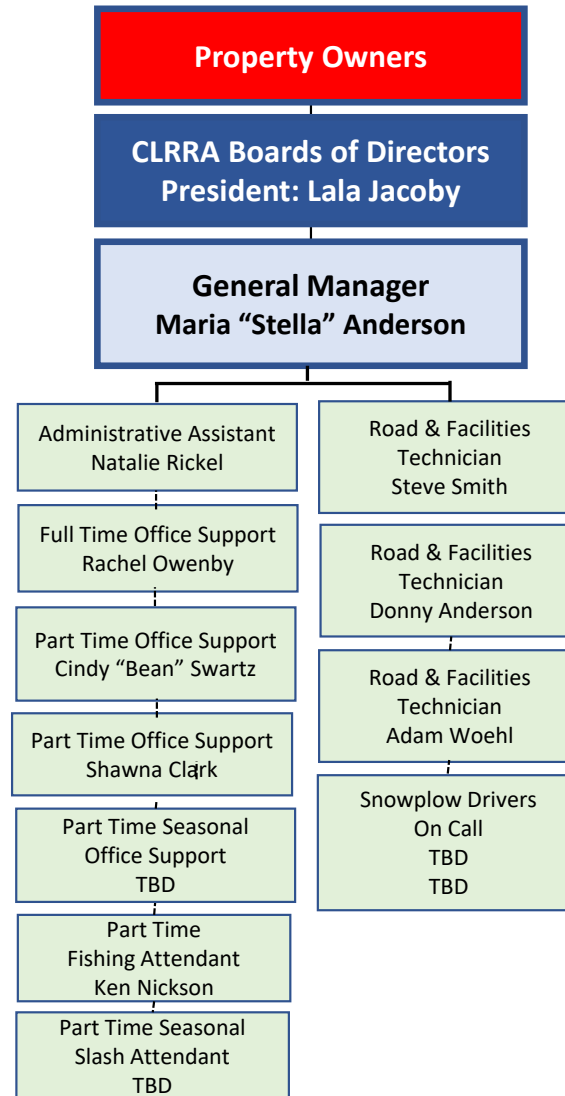 Property Owners
CLRRA Boards of Directors
President: Lala Jacoby
General Manager
Maria “Stella” Anderson
Administrative Assistant
Natalie Rickel
Full Time Office Support
Rachel Owenby
Part Time Office Support
Cindy “Bean” Swartz
Part Time Office Support
Shawna Clark
Part Time Seasonal
Office Support
TBD
Part Time
Fishing Attendant
Ken Nickson
Part Time Seasonal
Slash Attendant
TBD
Road & Facilities
Technician
Steve Smith
Road & Facilities
Technician
Donny Anderson
Road & Facilities
Technician
Adam Woehl
Snowplow Drivers
On Call
TBD
TBD